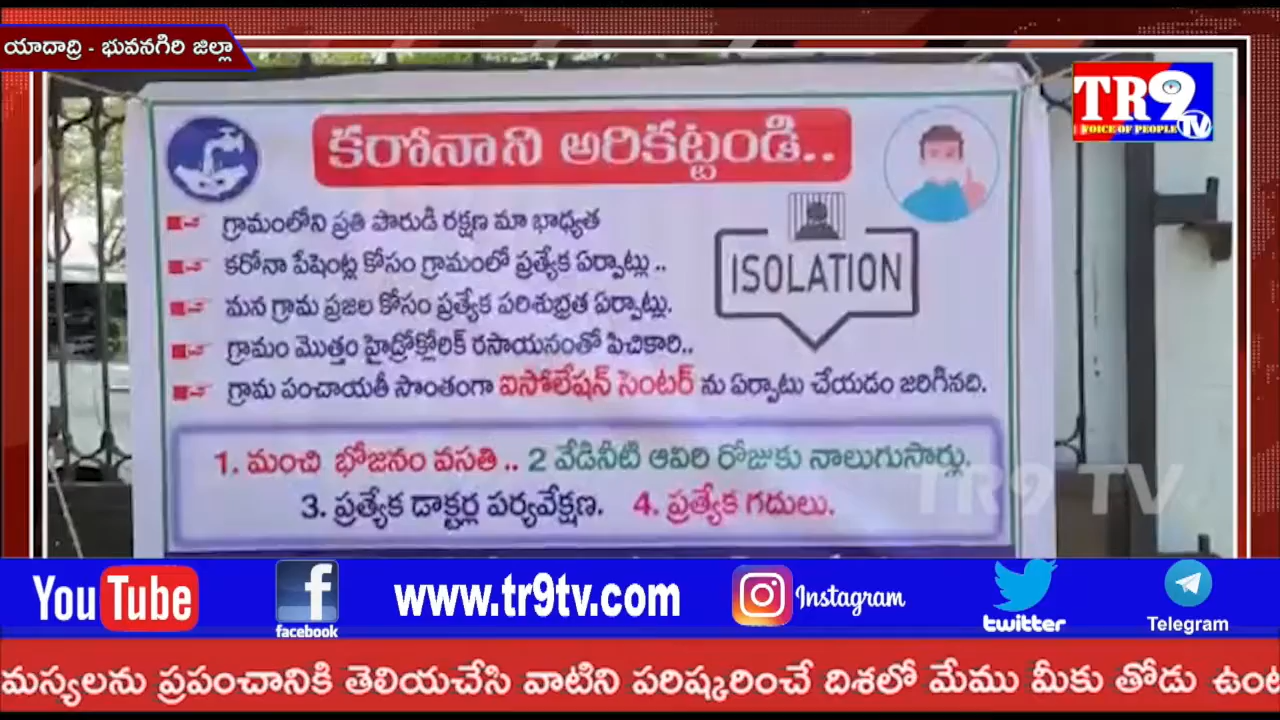 యాదాద్రి - భువనగిరి జిల్లా
TR9 TV
VOICE OF PEOPLE
కరోనాని అరికట్టండి..
గ్రామంలోని ప్రతి పౌరుడి రక్షణ మా భాధ్యత
కరోనా పేషెంట్ల కోసం గ్రామంలో ప్రత్యేక ఏర్పాట్లు ..
మన గ్రామ ప్రజల కోసం ప్రత్యేక పరిశుభ్రత ఏర్పాట్లు.
గ్రామం మొత్తం హైడ్రోక్లోరిక్ రసాయనంతో పిచికారి..
గ్రామ పంచాయతీ సొంతంగా ఐసోలేషన్ సెంటర్ ను ఏర్పాటు చేయడం జరిగినది.
ISOLATION
1. మంచి భోజనం వసతి .. 2 వేడినీటి ఆవిరి రోజుకు నాలుగుసార్లు.
3. ప్రత్యేక డాక్టర్ల పర్యవేక్షణ. 4. ప్రత్యేక గదులు.
TR9 TV
YouTube facebook www.tr9tv.com Instagram twitter Telegram
మస్యలను ప్రపంచానికి తెలియచేసి వాటిని పరిష్కరించే దిశలో మేము మీకు తోడు ఉంట